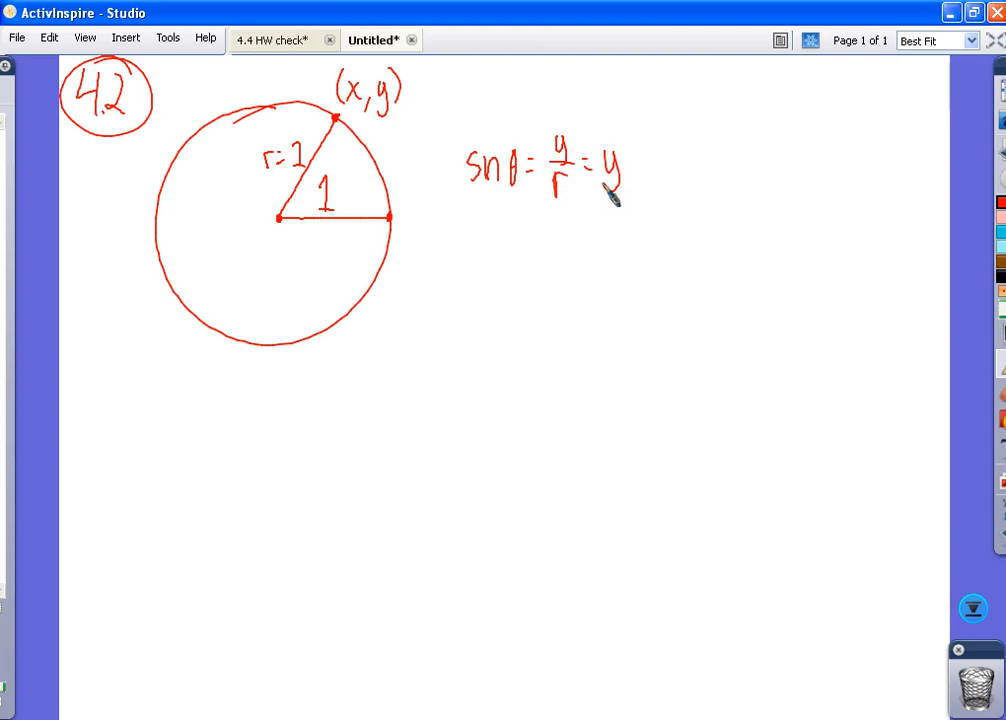 ActivInspire - Studio
File Edit View Insert Tools Help
4.4 HW check* Untitled*
Page 1 of 1 Best Fit
4.2
(x, y)
r=1
1
sn θ = y/r = y